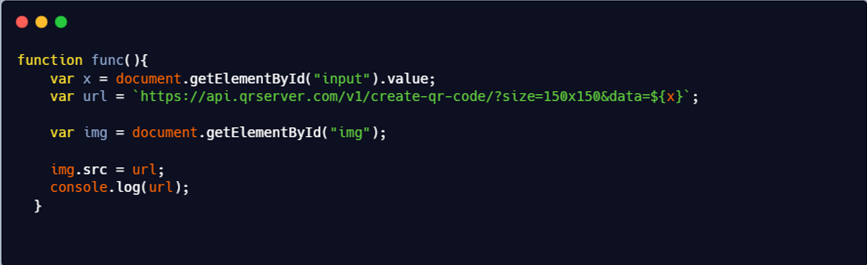 function func(){
    var x = document.getElementById("input").value;
    var url = `https://api.qrserver.com/v1/create-qr-code/?size=150x150&data=${x}`;
    var img = document.getElementById("img");
    img.src = url;
    console.log(url);
  }